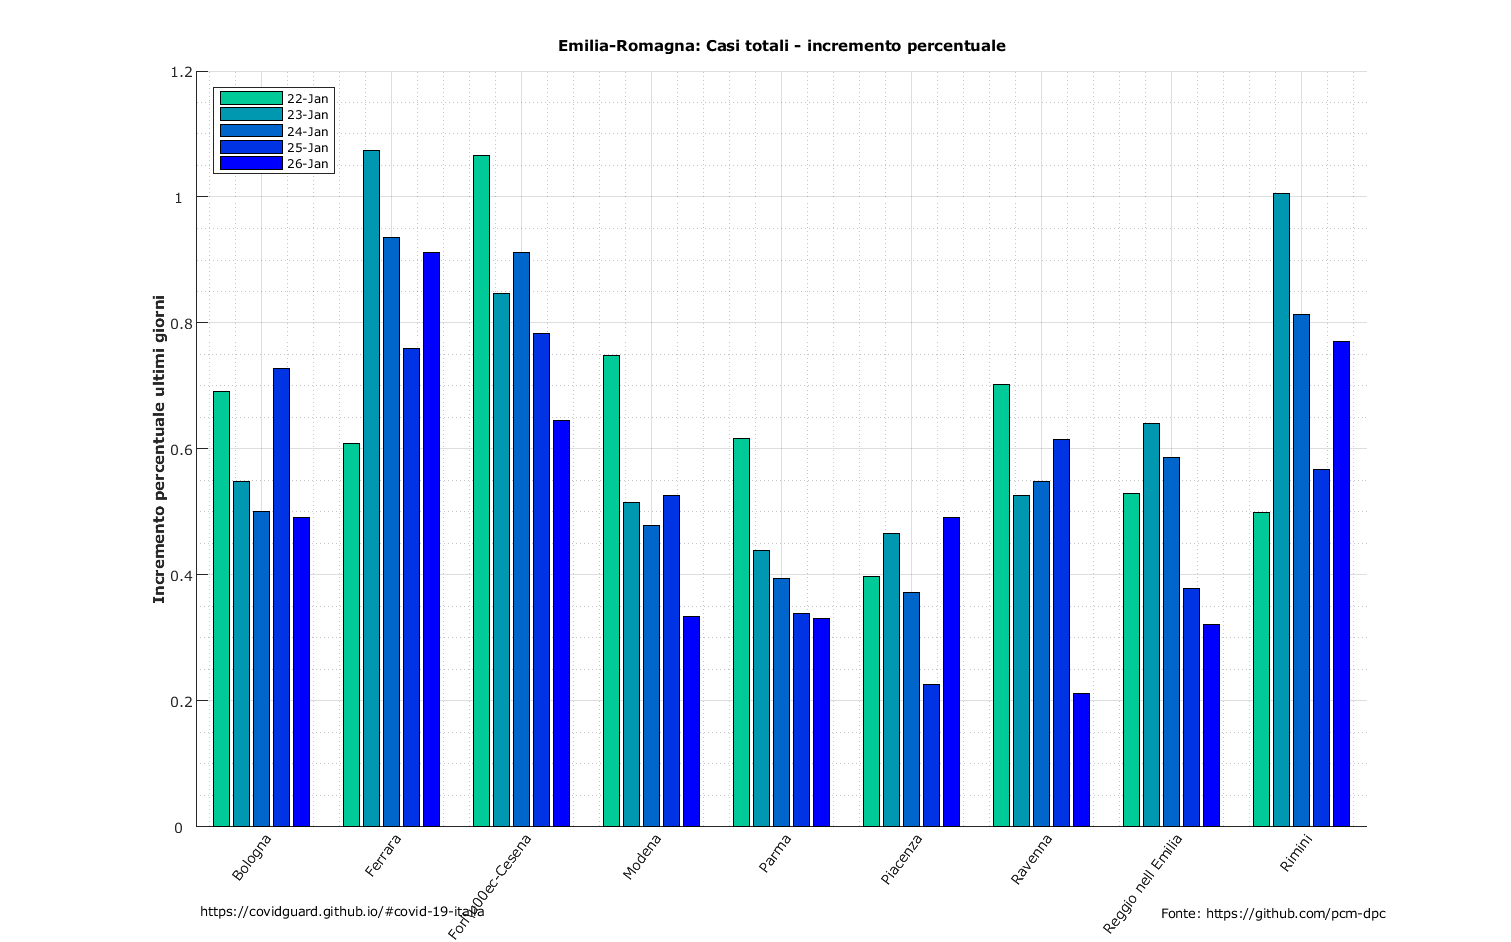 Emilia-Romagna: Casi totali - incremento percentuale
Incremento percentuale ultimi giorni
1.2
1
0.8
0.6
0.4
0.2
0
22-Jan
23-Jan
24-Jan
25-Jan
26-Jan
Bologna
Ferrara
Modena
Parma
Piacenza
Ravenna
Reggio nell Emilia
Rimini
https://covidguard.github.io/#covid-19-italia
Fonte: https://github.com/pcm-dpc